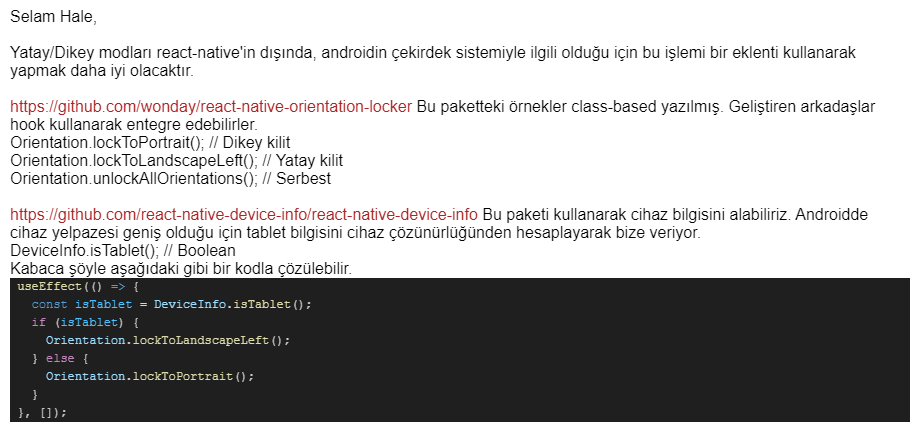 Selam Hale,
Yatay/Dikey modları react-native'in dışında, androidin çekirdek sistemiyle ilgili olduğu için bu işlemi bir eklenti kullanarak
yapmak daha iyi olacaktır.
https://github.com/wonday/react-native-orientation-locker Bu paketteki örnekler class-based yazılmış. Geliştiren arkadaşlar
hook kullanarak entegre edebilirler.
Orientation.lockToPortrait(); // Dikey kilit
Orientation.lockToLandscapeLeft(); // Yatay kilit
Orientation.unlockAllOrientations(); // Serbest
https://github.com/react-native-device-info/react-native-device-info Bu paketi kullanarak cihaz bilgisini alabiliriz. Androidde
cihaz yelpazesi geniş olduğu için tablet bilgisini cihaz çözünürlüğünden hesaplayarak bize veriyor.
DeviceInfo.isTablet(); // Boolean
Kabaca şöyle aşağıdaki gibi bir kodla çözülebilir.
useEffect(() => {
  const isTablet = DeviceInfo.isTablet();
  if (isTablet) {
    Orientation.lockToLandscapeLeft();
  } else {
    Orientation.lockToPortrait();
  }
}, []);